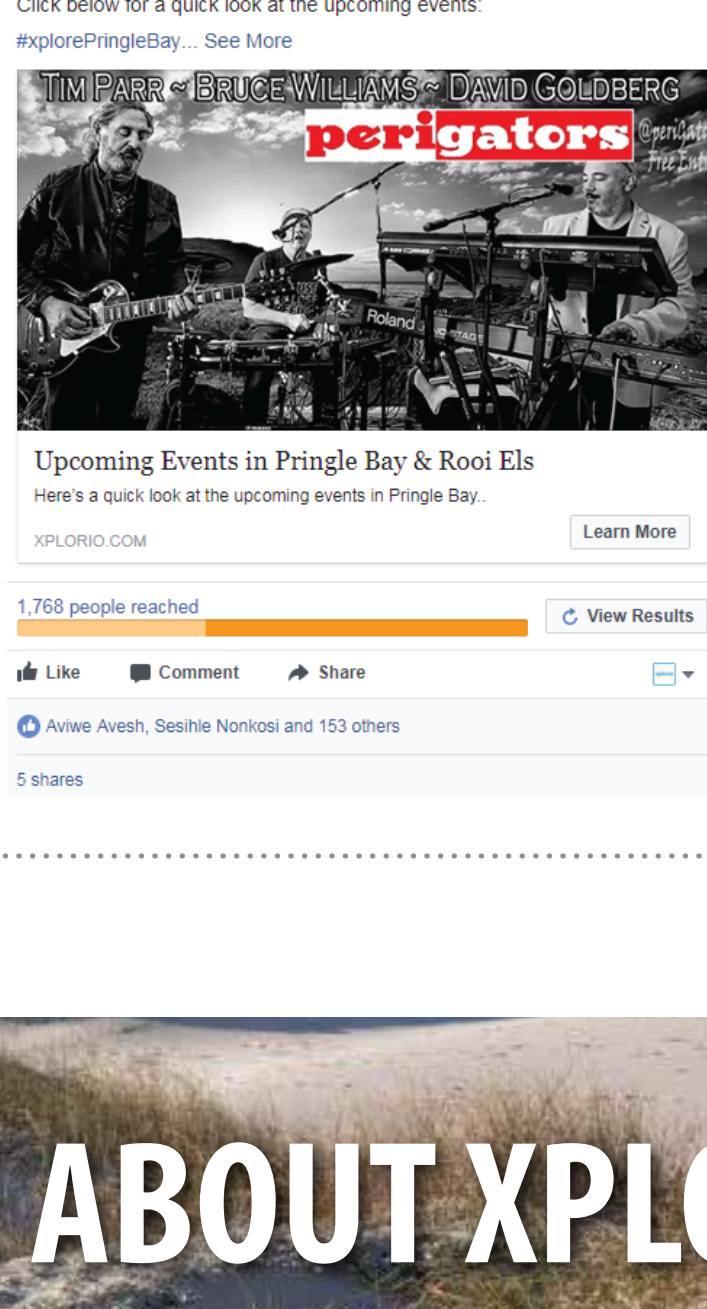 Click below for a quick look at the upcoming events:
#xplorePringleBay... See More
TIM PARR ~ BRUCE WILLIAMS ~ DAVID GOLDBERG
perigators
Free
Roland
Upcoming Events in Pringle Bay & Rooi Els
Here's a quick look at the upcoming events in Pringle Bay..
XPLORIO.COM
Learn More
1,768 people reached
View Results
Like Comment Share
Aviwe Avesh, Sesihle Nonkosi and 153 others
5 shares
ABOUT XPLO